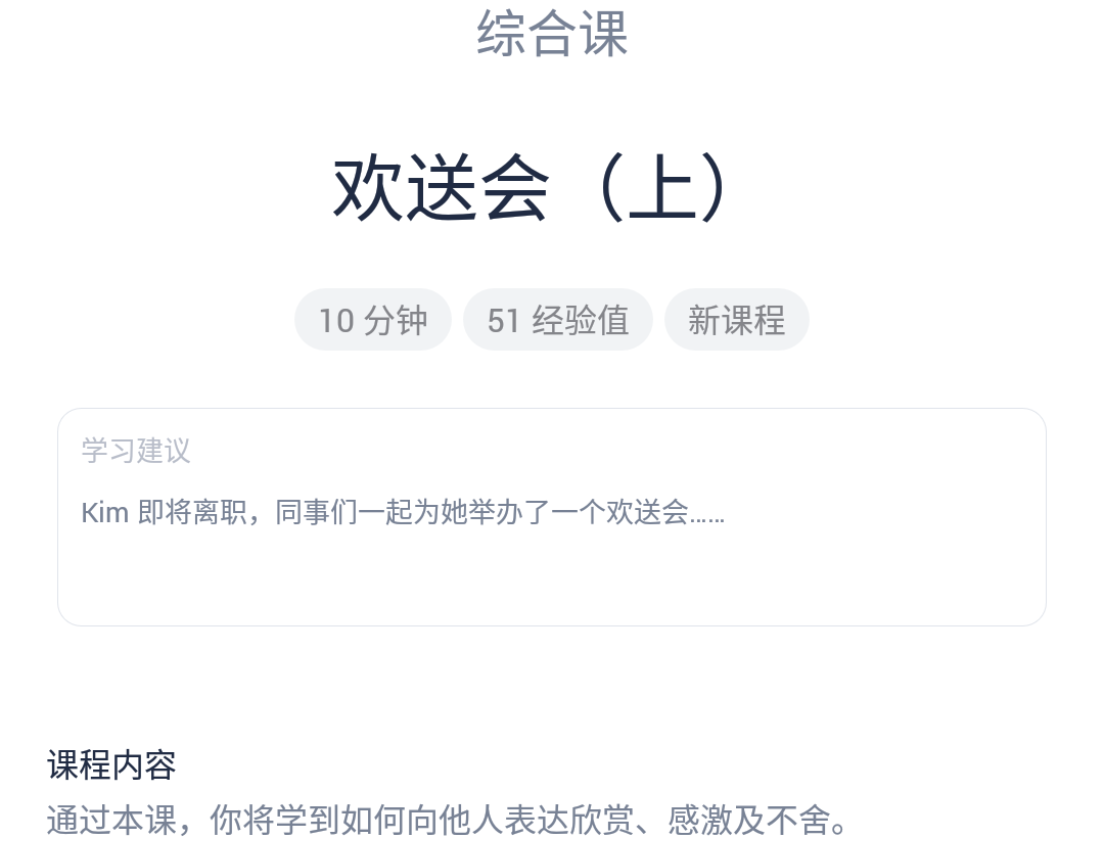 综合课
欢送会（上）
10 分钟 51 经验值 新课程
学习建议
Kim 即将离职，同事们一起为她举办了一个欢送会......
课程内容
通过本课，你将学到如何向他人表达欣赏、感激及不舍。